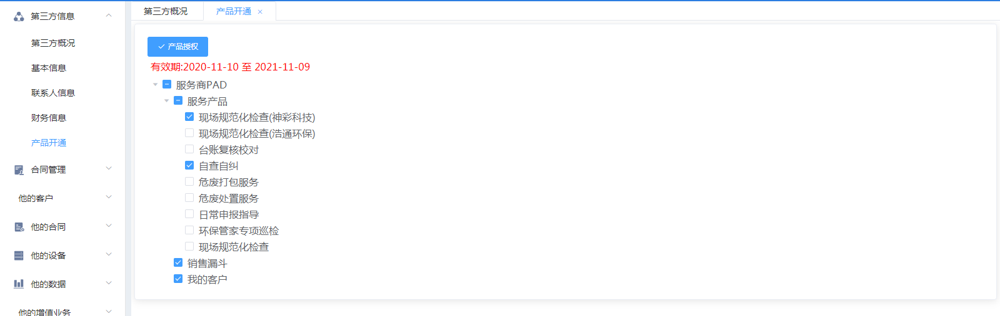 第三方信息
第三方概况
基本信息
联系人信息
财务信息
产品开通
合同管理
他的客户
他的合同
他的设备
他的数据
他的增值业务
第三方概况 产品开通
产品授权
有效期:2020-11-10 至 2021-11-09
服务商PAD
服务产品
现场规范化检查(神彩科技)
现场规范化检查(浩通环保)
台账复核校对
自查自纠
危废打包服务
危废处置服务
日常申报指导
环保管家专项巡检
现场规范化检查
销售漏斗
我的客户